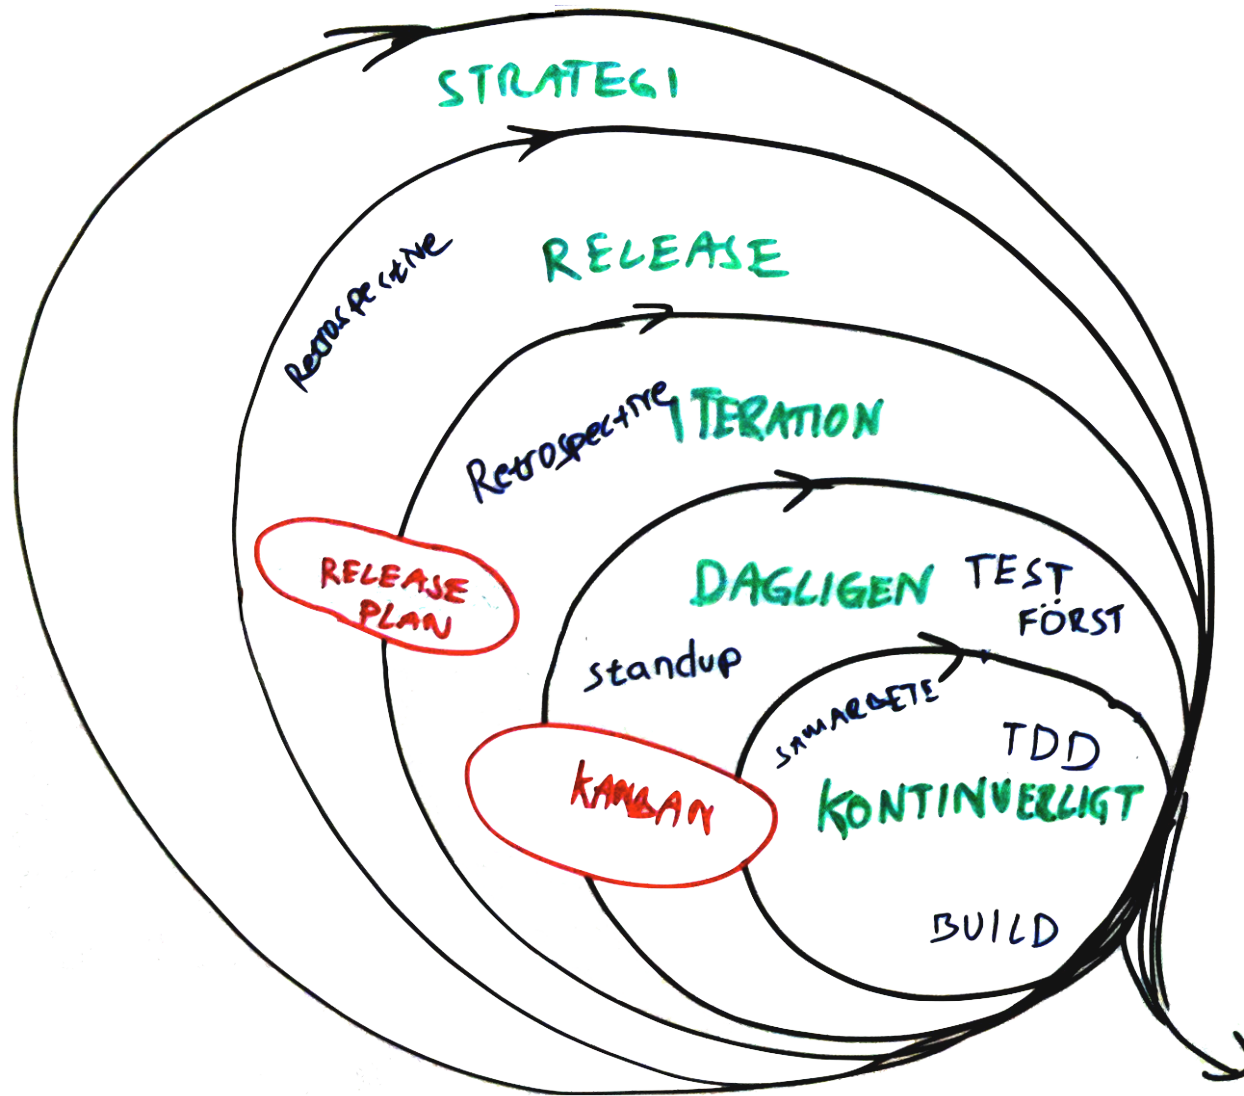 STRATEGI
RELEASE
Retrospective
ITERATION
Retrospective
RELEASE
PLAN
DAGLIGEN
TEST
FÖRST
standup
SAMARBETE
TDD
KANBAN
KONTINUERLIGT
BUILD